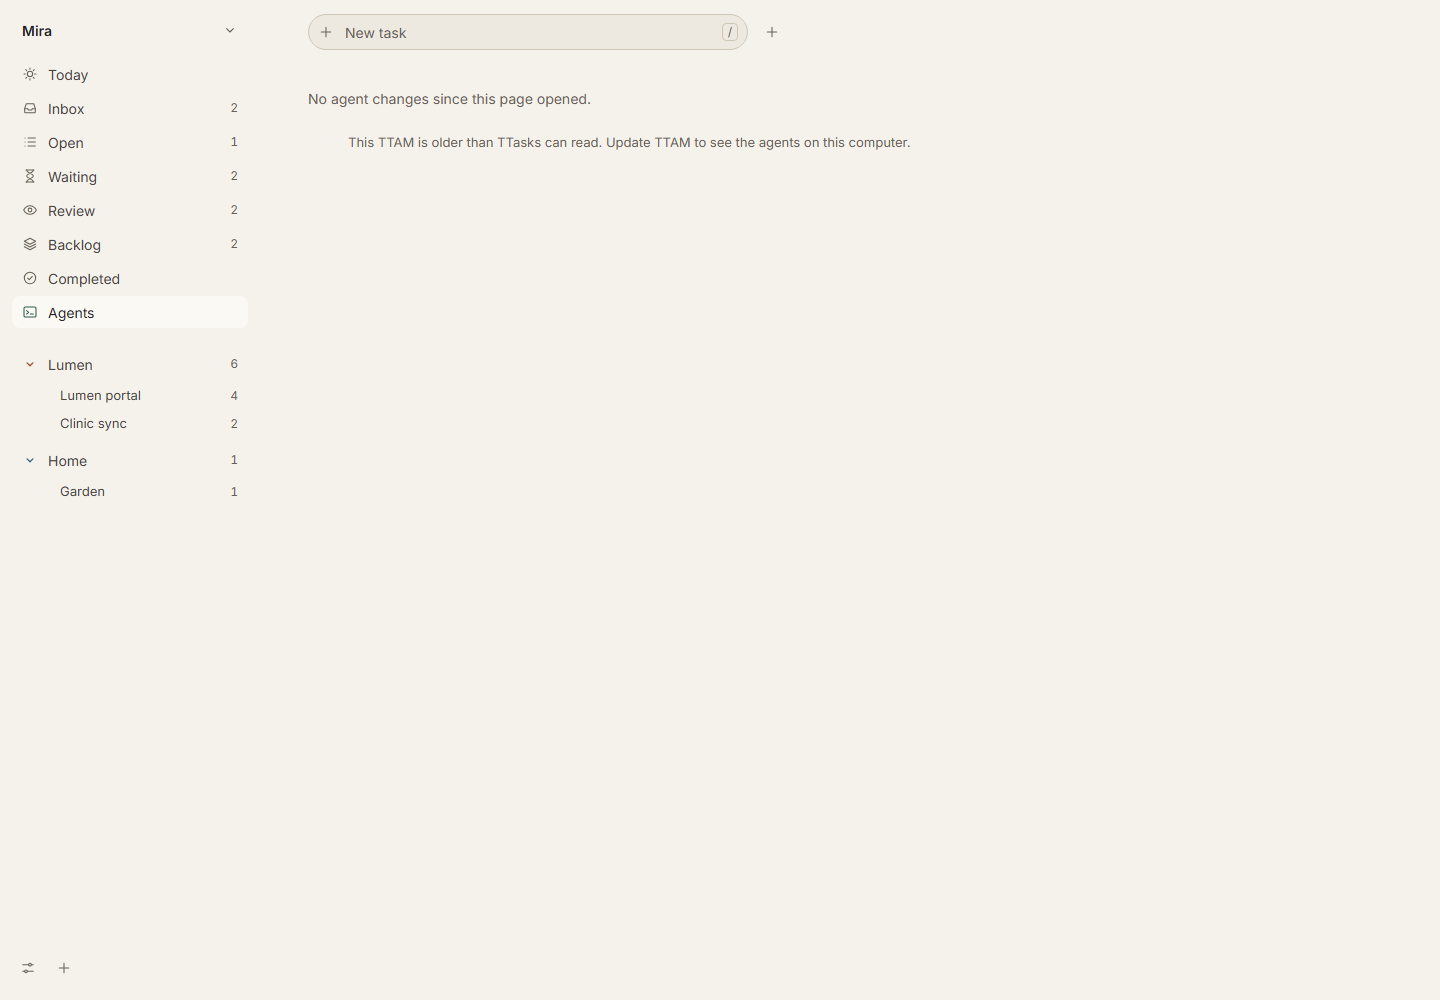 Mira
Today
Inbox 2
Open 1
Waiting 2
Review 2
Backlog 2
Completed
Agents
Lumen 6
Lumen portal 4
Clinic sync 2
Home 1
Garden 1
New task /
No agent changes since this page opened.
This TTAM is older than TTasks can read. Update TTAM to see the agents on this computer.